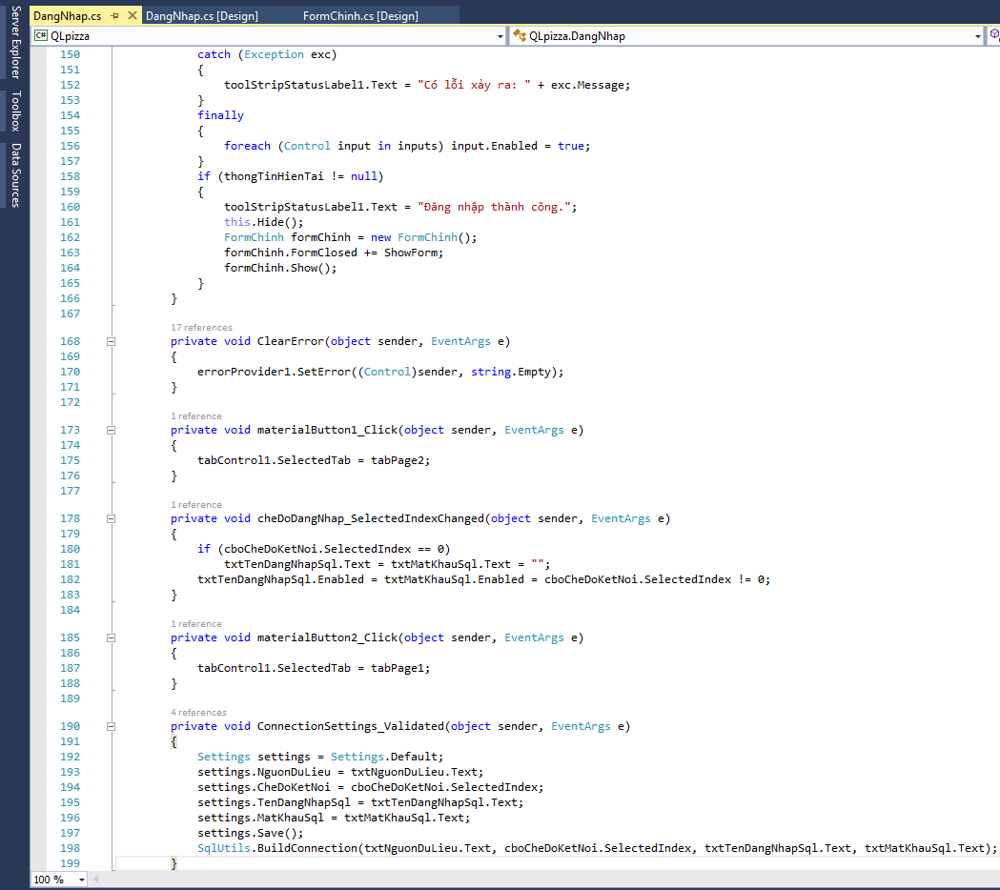 Server Explorer
Toolbox
Data Sources
DangNhap.cs
DangNhap.cs [Design]
FormChinh.cs [Design]
C# QLpizza
QLpizza.DangNhap
150 catch (Exception exc)
151 {
152 toolStripStatusLabel1.Text = "Có lỗi xảy ra: " + exc.Message;
153 }
154 finally
155 {
156 foreach (Control input in inputs) input.Enabled = true;
157 }
158 if (thongTinHienTai != null)
159 {
160 toolStripStatusLabel1.Text = "Đăng nhập thành công.";
161 this.Hide();
162 FormChinh formChinh = new FormChinh();
163 formChinh.FormClosed += ShowForm;
164 formChinh.Show();
165 }
166 }
167
17 references
168 private void ClearError(object sender, EventArgs e)
169 {
170 errorProvider1.SetError((Control)sender, string.Empty);
171 }
172
1 reference
173 private void materialButton1_Click(object sender, EventArgs e)
174 {
175 tabControl1.SelectedTab = tabPage2;
176 }
177
1 reference
178 private void cheDoDangNhap_SelectedIndexChanged(object sender, EventArgs e)
179 {
180 if (cboCheDoKetNoi.SelectedIndex == 0)
181 txtTenDangNhapSql.Text = txtMatKhauSql.Text = "";
182 txtTenDangNhapSql.Enabled = txtMatKhauSql.Enabled = cboCheDoKetNoi.SelectedIndex != 0;
183 }
184
1 reference
185 private void materialButton2_Click(object sender, EventArgs e)
186 {
187 tabControl1.SelectedTab = tabPage1;
188 }
189
4 references
190 private void ConnectionSettings_Validated(object sender, EventArgs e)
191 {
192 Settings settings = Settings.Default;
193 settings.NguonDuLieu = txtNguonDuLieu.Text;
194 settings.CheDoKetNoi = cboCheDoKetNoi.SelectedIndex;
195 settings.TenDangNhapSql = txtTenDangNhapSql.Text;
196 settings.MatKhauSql = txtMatKhauSql.Text;
197 settings.Save();
198 SqlUtils.BuildConnection(txtNguonDuLieu.Text, cboCheDoKetNoi.SelectedIndex, txtTenDangNhapSql.Text, txtMatKhauSql.Text);
199 }
100 %